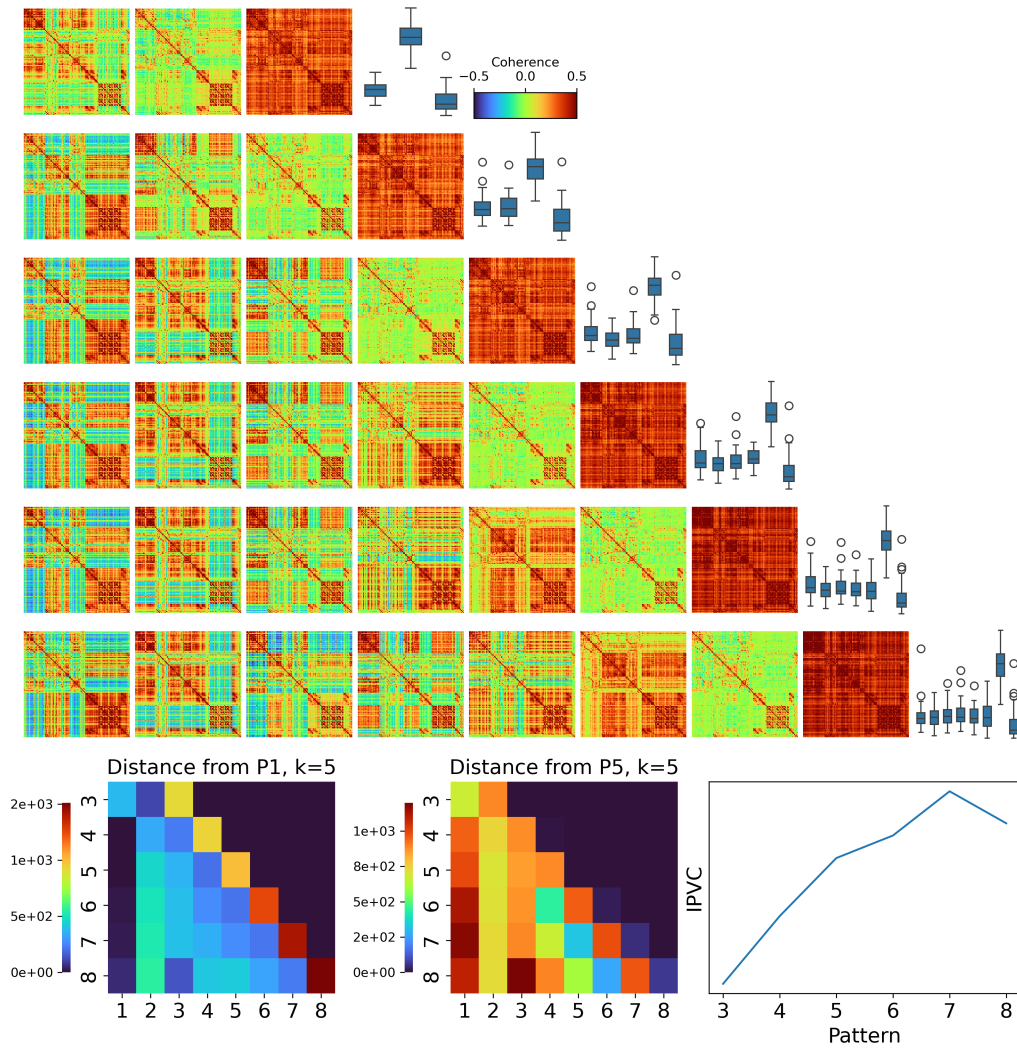 Coherence
−0.5 0.0 0.5
Distance from P1, k=5
2e+03
1e+03
5e+02
0e+00
3
4
5
6
7
8
1 2 3 4 5 6 7 8
Distance from P5, k=5
1e+03
8e+02
5e+02
2e+02
0e+00
3
4
5
6
7
8
1 2 3 4 5 6 7 8
IPVC
3 4 5 6 7 8
Pattern